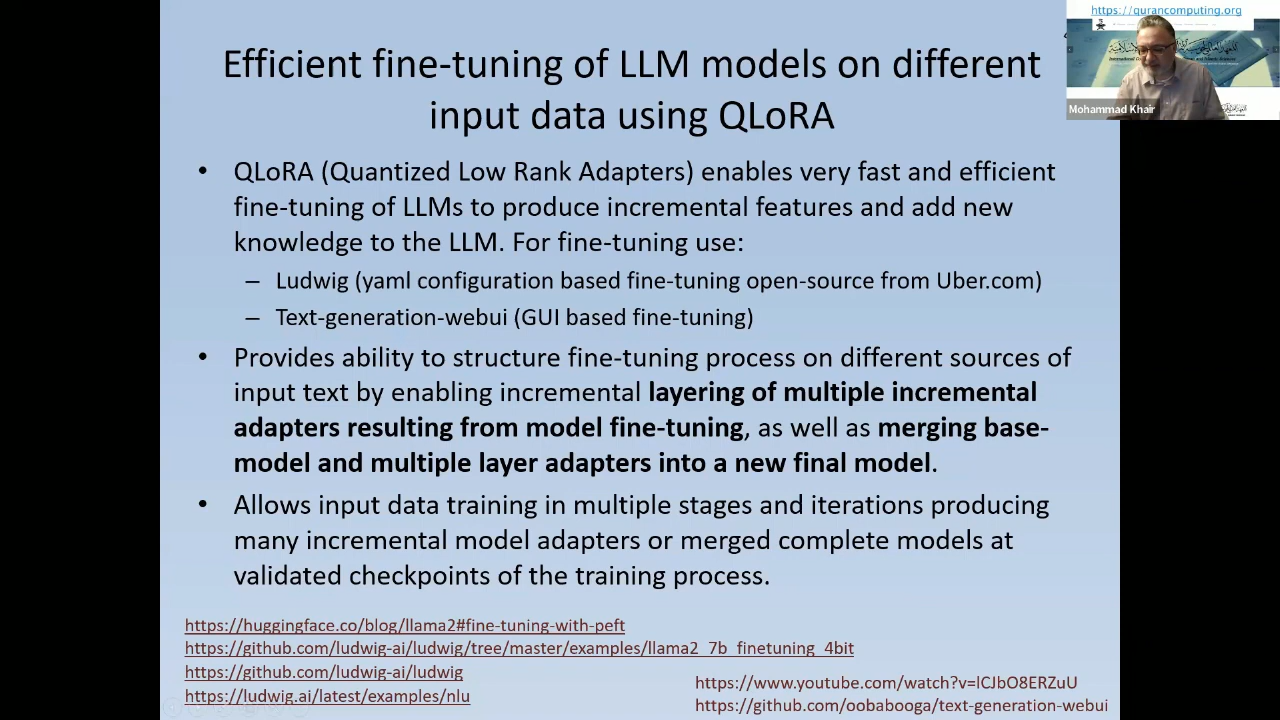 https://qurancomputing.org
Mohammad Khair
Efficient fine-tuning of LLM models on different
input data using QLoRA
• QLoRA (Quantized Low Rank Adapters) enables very fast and efficient
fine-tuning of LLMs to produce incremental features and add new
knowledge to the LLM. For fine-tuning use:
– Ludwig (yaml configuration based fine-tuning open-source from Uber.com)
– Text-generation-webui (GUI based fine-tuning)
• Provides ability to structure fine-tuning process on different sources of
input text by enabling incremental layering of multiple incremental
adapters resulting from model fine-tuning, as well as merging base-
model and multiple layer adapters into a new final model.
• Allows input data training in multiple stages and iterations producing
many incremental model adapters or merged complete models at
validated checkpoints of the training process.
https://huggingface.co/blog/llama2#fine-tuning-with-peft
https://github.com/ludwig-ai/ludwig/tree/master/examples/llama2_7b_finetuning_4bit
https://github.com/ludwig-ai/ludwig
https://ludwig.ai/latest/examples/nlu
https://www.youtube.com/watch?v=lCJbO8ERZuU
https://github.com/oobabooga/text-generation-webui